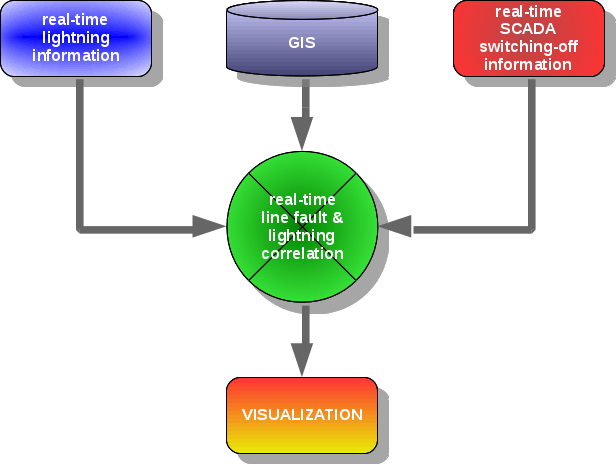 real-time
lightning
information
GIS
real-time
SCADA
switching-off
information
real-time
line fault &
lightning
correlation
VISUALIZATION